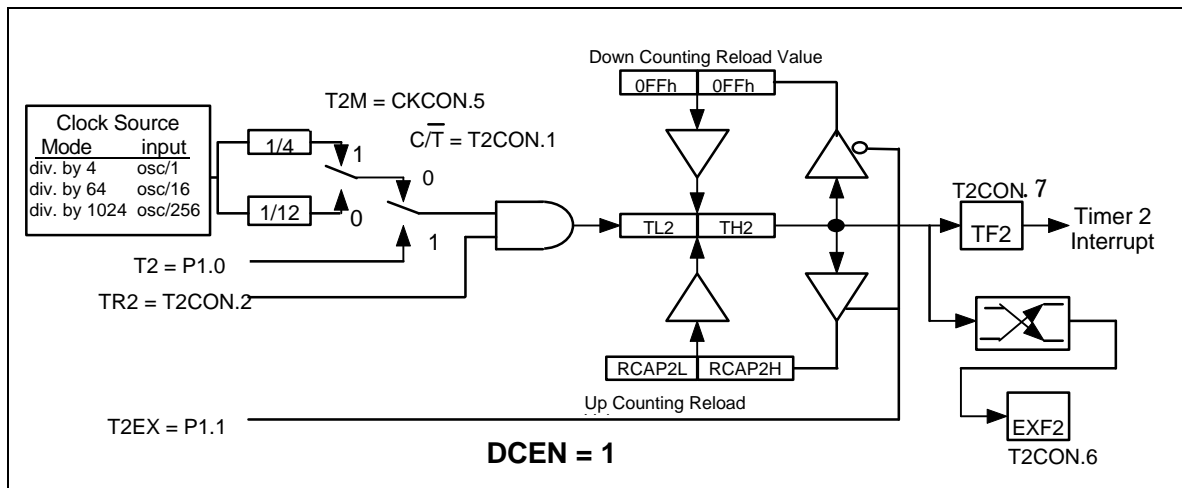 Down Counting Reload Value
0FFh 0FFh
T2M = CKCON.5
C/T̅ = T2CON.1
Clock Source
Mode input
div. by 4 osc/1
div. by 64 osc/16
div. by 1024 osc/256
1/4
1/12
1
0
0
1
T2 = P1.0
TR2 = T2CON.2
TL2 TH2
T2CON.7
TF2
Timer 2
Interrupt
RCAP2L RCAP2H
Up Counting Reload
T2EX = P1.1
EXF2
T2CON.6
DCEN = 1